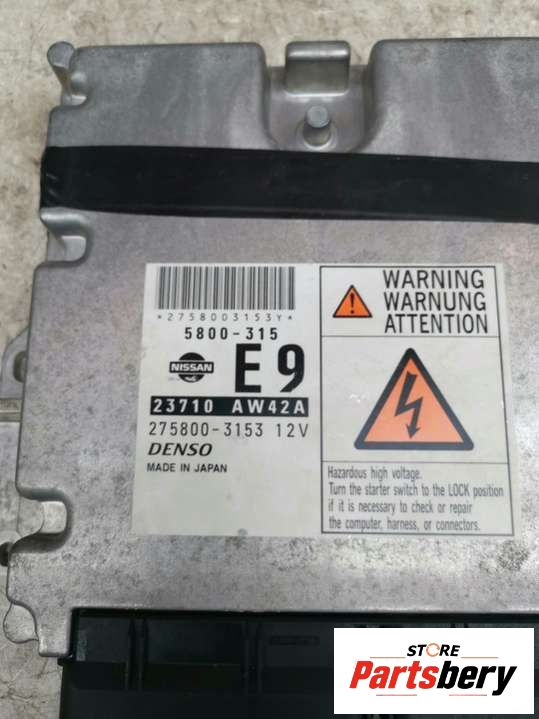 *2758003153Y*
5800-315
NISSAN
E9
23710 AW42A
275800-3153 12V
DENSO
MADE IN JAPAN
WARNING
WARNUNG
ATTENTION
Hazardous high voltage.
Turn the starter switch to the LOCK position
if it is necessary to check or repair
the computer, harness, or connectors.
STORE
Partsbery